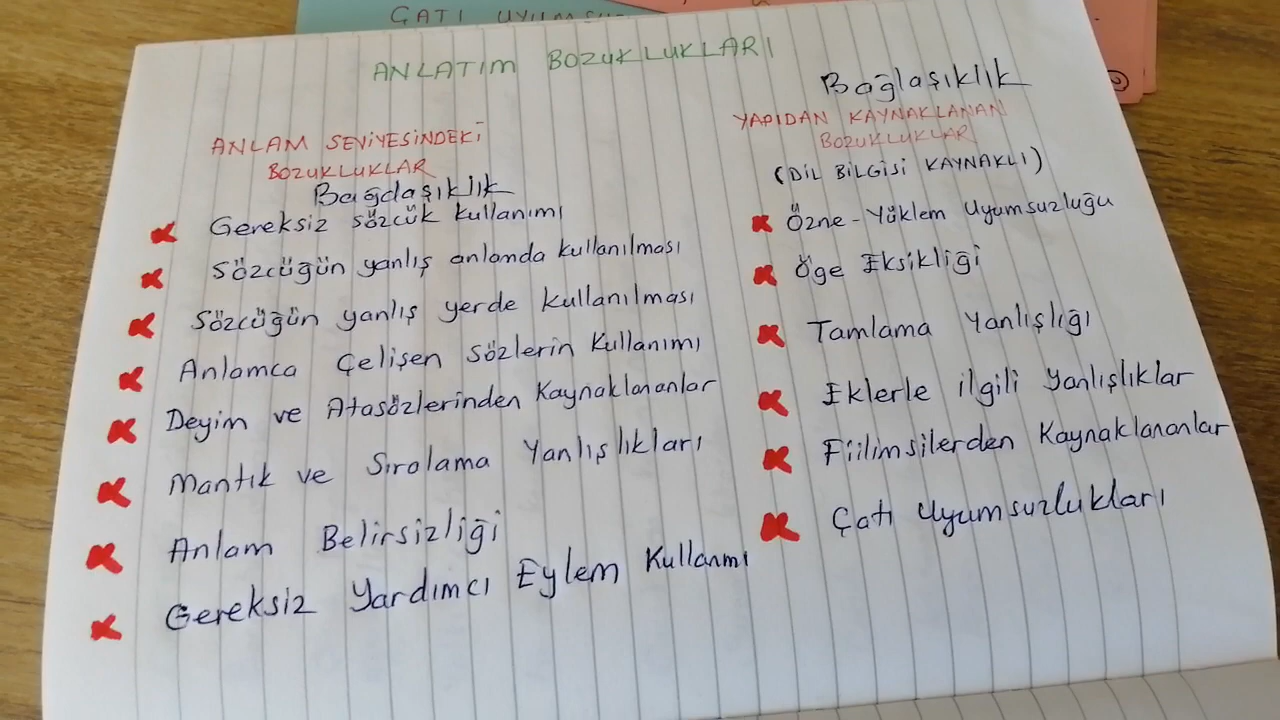 ÇATI UYUMSUZ
ANLATIM BOZUKLUKLARI
ANLAM SEVİYESİNDEKİ
BOZUKLUKLAR
Bağdaşıklık
Gereksiz sözcük kullanımı
Sözcüğün yanlış anlamda kullanılması
Sözcüğün yanlış yerde kullanılması
Anlamca Çelişen Sözlerin Kullanımı
Deyim ve Atasözlerinden Kaynaklananlar
Mantık ve Sıralama Yanlışlıkları
Anlam Belirsizliği
Gereksiz Yardımcı Eylem Kullanmı
Bağlaşıklık
YAPIDAN KAYNAKLANAN
BOZUKLUKLAR
(DİL BİLGİSİ KAYNAKLI)
Özne-Yüklem Uyumsuzluğu
Öge Eksikliği
Tamlama Yanlışlığı
Eklerle ilgili Yanlışlıklar
Fiilimsilerden Kaynaklananlar
Çatı Uyumsuzlukları